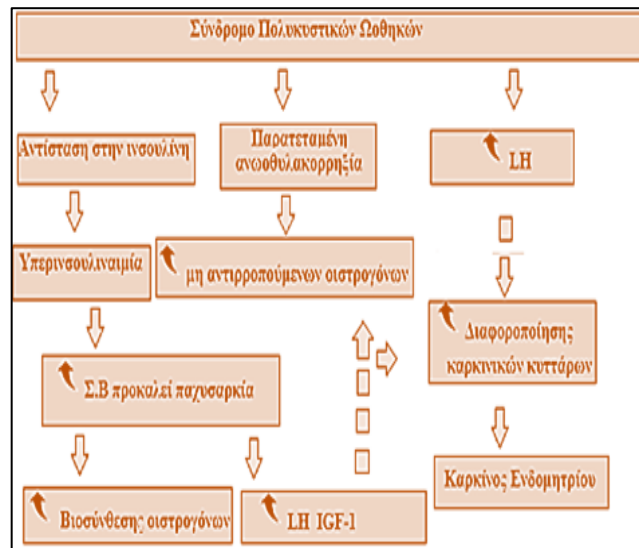 Σύνδρομο Πολυκυστικών Ωοθηκών
Αντίσταση στην ινσουλίνη
Παρατεταμένη
ανωοθυλακορρηξία
LH
Υπερινσουλιναιμία
μη αντιρροπούμενων οιστρογόνων
Διαφοροποίησης
καρκινικών κυττάρων
Σ.Β προκαλεί παχυσαρκία
Βιοσύνθεσης οιστρογόνων
LH IGF-1
Καρκίνος Ενδομητρίου